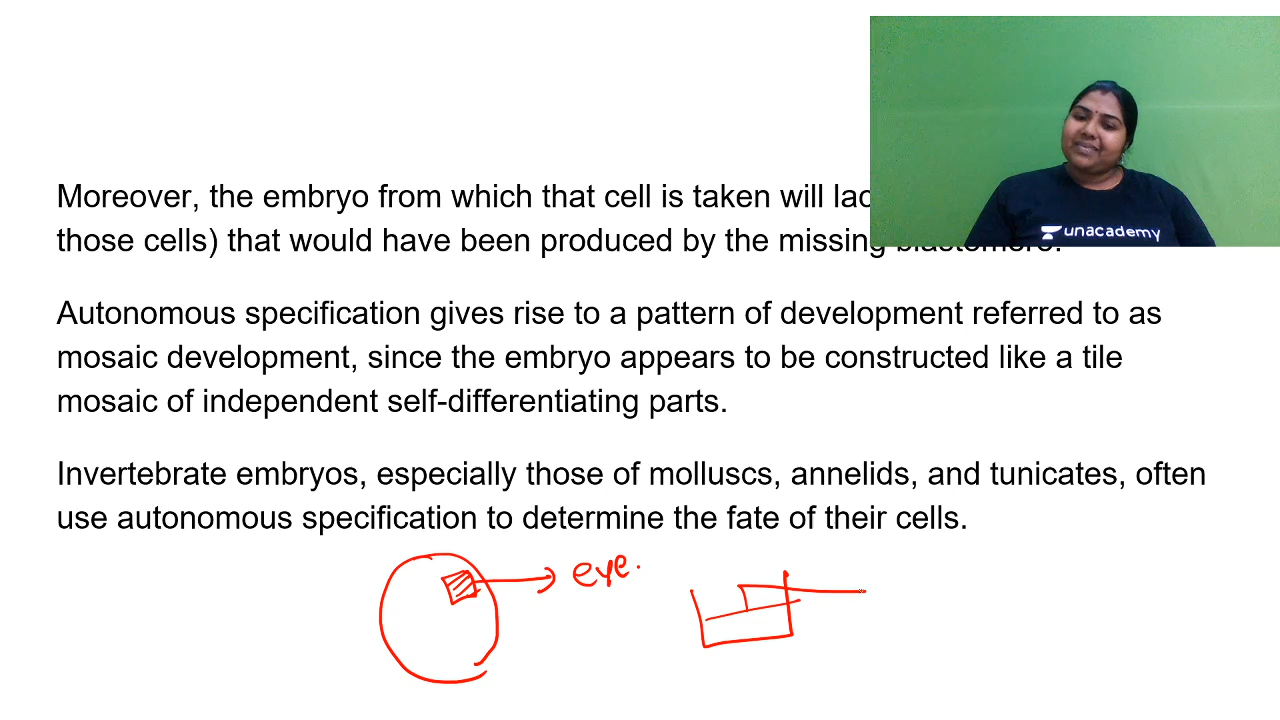 Moreover, the embryo from which that cell is taken will
those cells) that would have been produced by the missing
unacademy
Autonomous specification gives rise to a pattern of development referred to as
mosaic development, since the embryo appears to be constructed like a tile
mosaic of independent self-differentiating parts.
Invertebrate embryos, especially those of molluscs, annelids, and tunicates, often
use autonomous specification to determine the fate of their cells.
eye.